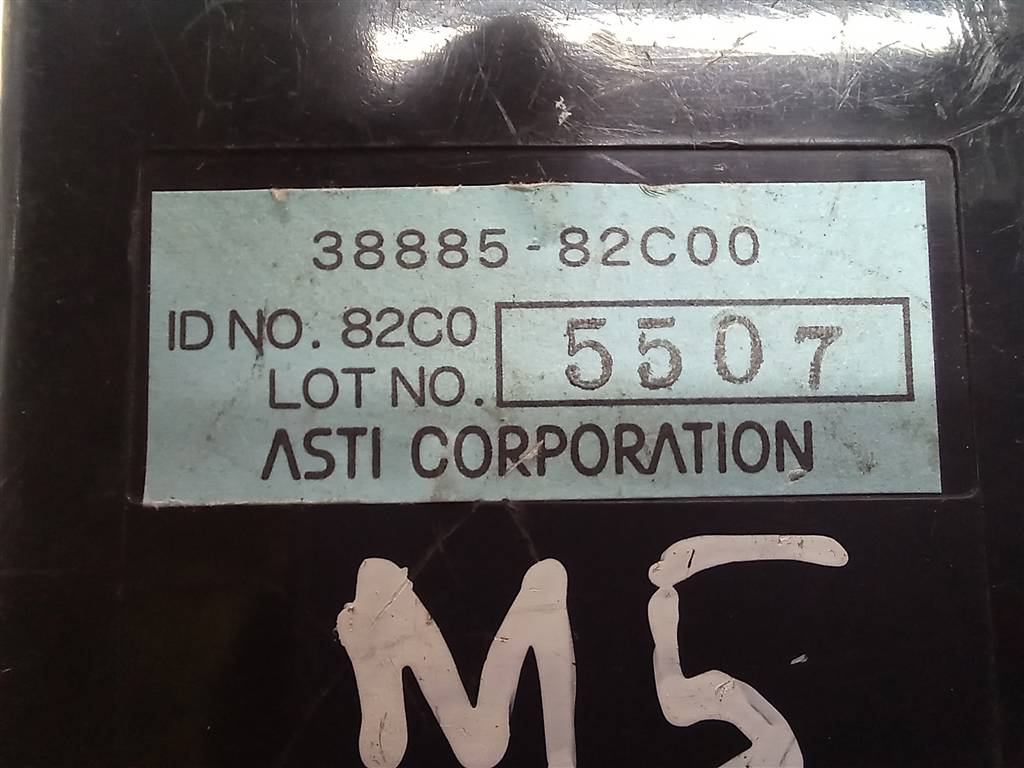 38885-82C00
ID NO. 82C0
LOT NO. 5507
ASTI CORPORATION
M5